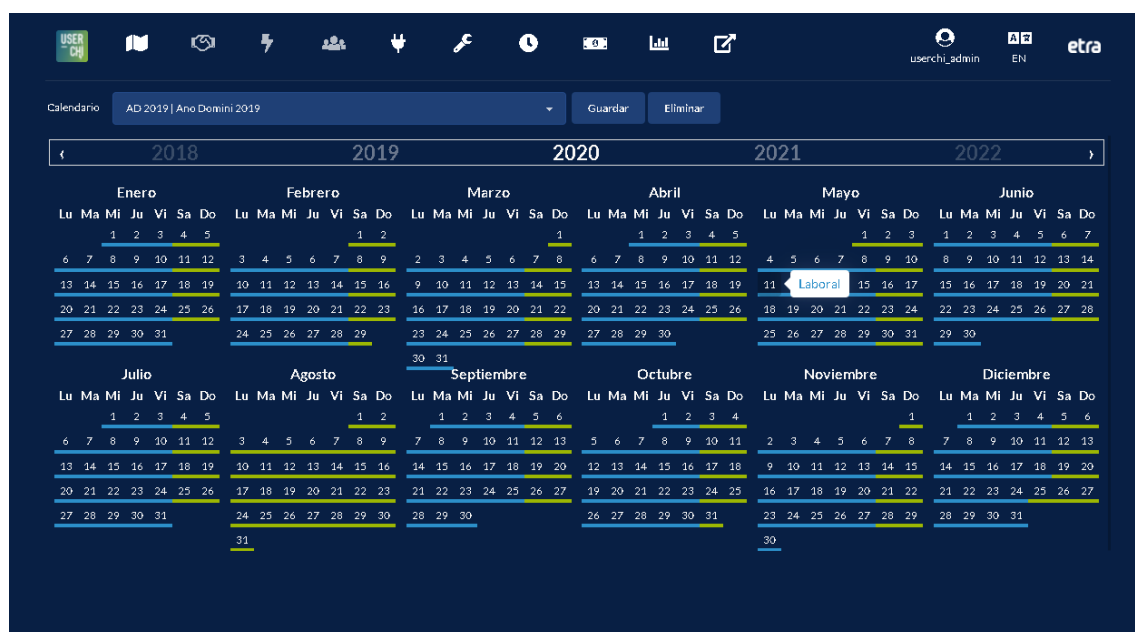 USER
CHI
userchi_admin
EN
etra
Calendario AD 2019 | Ano Domini 2019 Guardar Eliminar
‹ 2018 2019 2020 2021 2022 ›
Enero Febrero Marzo Abril Mayo Junio
Lu Ma Mi Ju Vi Sa Do Lu Ma Mi Ju Vi Sa Do Lu Ma Mi Ju Vi Sa Do Lu Ma Mi Ju Vi Sa Do Lu Ma Mi Ju Vi Sa Do Lu Ma Mi Ju Vi Sa Do
1 2 3 4 5 1 2 1 1 2 3 4 5 1 2 3 1 2 3 4 5 6 7
6 7 8 9 10 11 12 3 4 5 6 7 8 9 2 3 4 5 6 7 8 6 7 8 9 10 11 12 4 5 6 7 8 9 10 8 9 10 11 12 13 14
13 14 15 16 17 18 19 10 11 12 13 14 15 16 9 10 11 12 13 14 15 13 14 15 16 17 18 19 11 Laboral 15 16 17 15 16 17 18 19 20 21
20 21 22 23 24 25 26 17 18 19 20 21 22 23 16 17 18 19 20 21 22 20 21 22 23 24 25 26 18 19 20 21 22 23 24 22 23 24 25 26 27 28
27 28 29 30 31 24 25 26 27 28 29 23 24 25 26 27 28 29 27 28 29 30 25 26 27 28 29 30 31 29 30
30 31
Julio Agosto Septiembre Octubre Noviembre Diciembre
Lu Ma Mi Ju Vi Sa Do Lu Ma Mi Ju Vi Sa Do Lu Ma Mi Ju Vi Sa Do Lu Ma Mi Ju Vi Sa Do Lu Ma Mi Ju Vi Sa Do Lu Ma Mi Ju Vi Sa Do
1 2 3 4 5 1 2 1 2 3 4 5 6 1 2 3 4 1 1 2 3 4 5 6
6 7 8 9 10 11 12 3 4 5 6 7 8 9 7 8 9 10 11 12 13 5 6 7 8 9 10 11 2 3 4 5 6 7 8 7 8 9 10 11 12 13
13 14 15 16 17 18 19 10 11 12 13 14 15 16 14 15 16 17 18 19 20 12 13 14 15 16 17 18 9 10 11 12 13 14 15 14 15 16 17 18 19 20
20 21 22 23 24 25 26 17 18 19 20 21 22 23 21 22 23 24 25 26 27 19 20 21 22 23 24 25 16 17 18 19 20 21 22 21 22 23 24 25 26 27
27 28 29 30 31 24 25 26 27 28 29 30 28 29 30 26 27 28 29 30 31 23 24 25 26 27 28 29 28 29 30 31
31 30